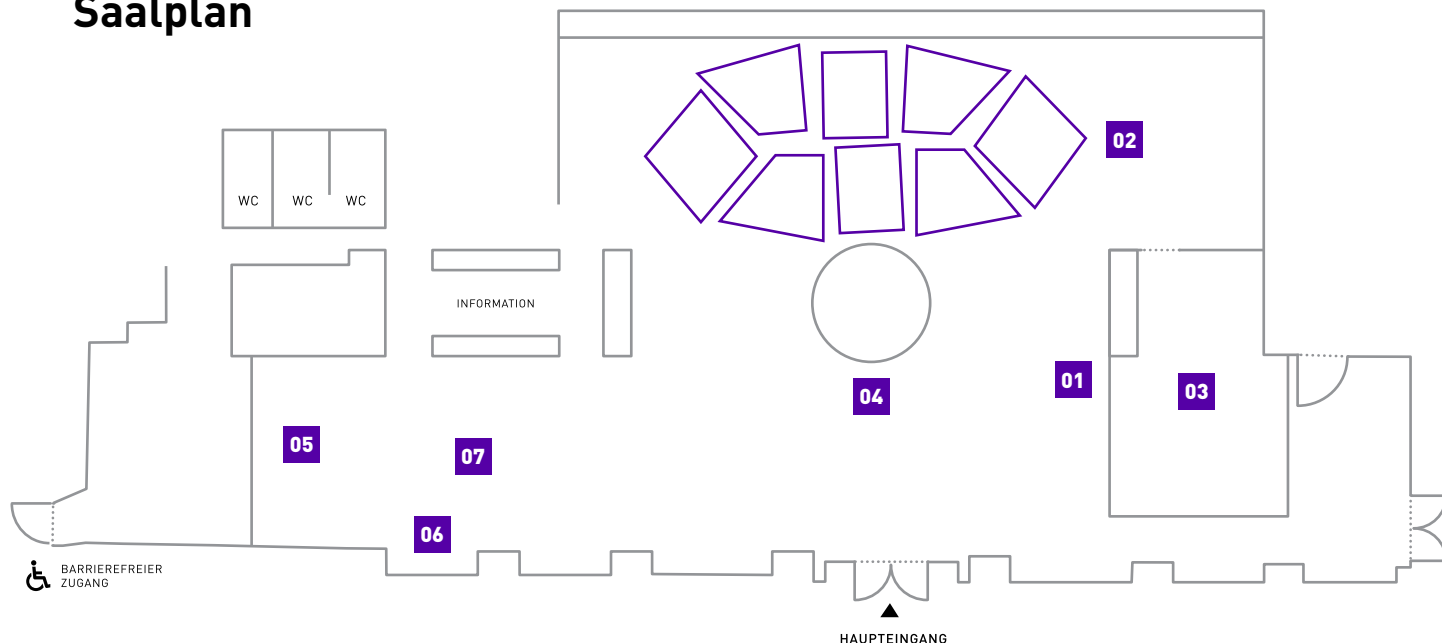 Saalplan
02
WC
WC
WC
INFORMATION
01
03
04
05
07
06
BARRIEREFREIER
ZUGANG
HAUPTEINGANG